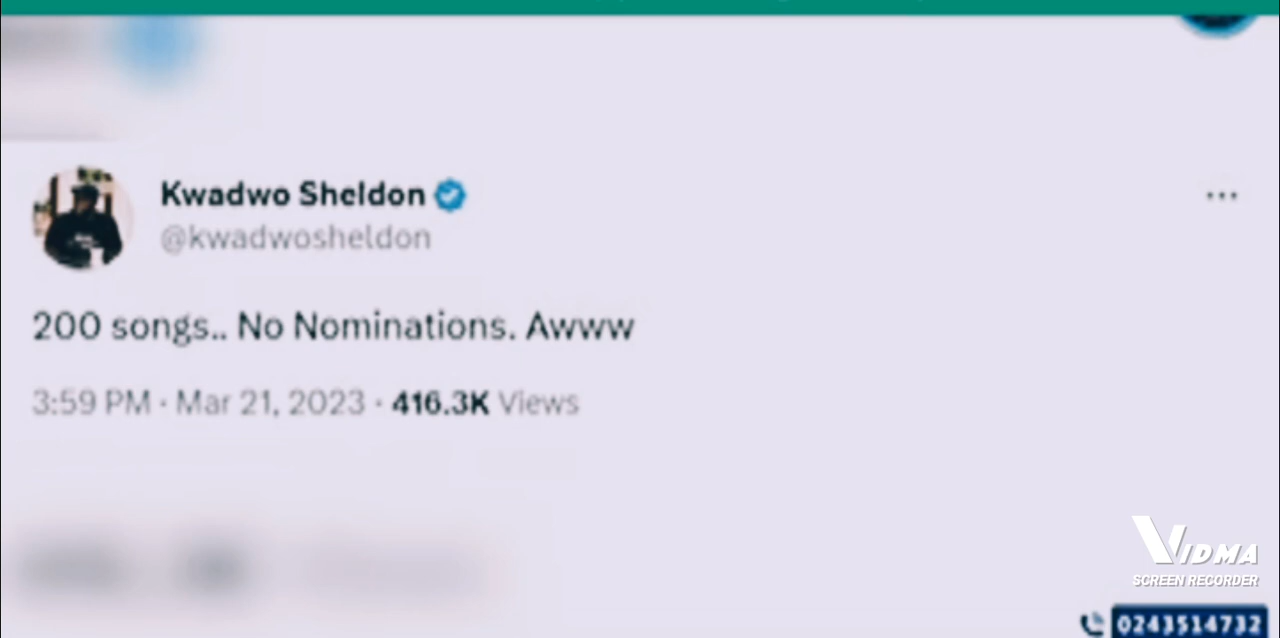 Kwadwo Sheldon
@kwadwosheldon
...
200 songs.. No Nominations. Awww
3:59 PM · Mar 21, 2023 · 416.3K Views
VIDMA
SCREEN RECORDER
0243514732